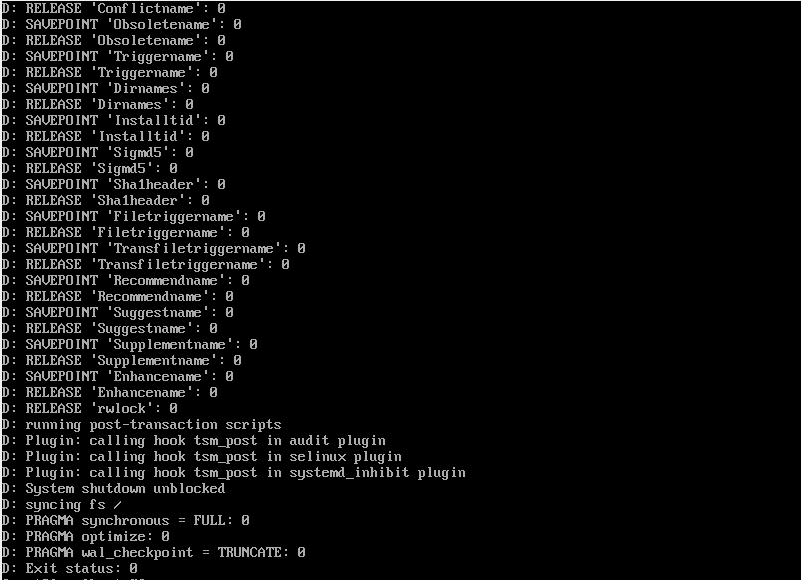 D: RELEASE 'Conflictname': 0
D: SAVEPOINT 'Obsoletename': 0
D: RELEASE 'Obsoletename': 0
D: SAVEPOINT 'Triggername': 0
D: RELEASE 'Triggername': 0
D: SAVEPOINT 'Dirnames': 0
D: RELEASE 'Dirnames': 0
D: SAVEPOINT 'Installtid': 0
D: RELEASE 'Installtid': 0
D: SAVEPOINT 'Sigmd5': 0
D: RELEASE 'Sigmd5': 0
D: SAVEPOINT 'Sha1header': 0
D: RELEASE 'Sha1header': 0
D: SAVEPOINT 'Filetriggername': 0
D: RELEASE 'Filetriggername': 0
D: SAVEPOINT 'Transfiletriggername': 0
D: RELEASE 'Transfiletriggername': 0
D: SAVEPOINT 'Recommendname': 0
D: RELEASE 'Recommendname': 0
D: SAVEPOINT 'Suggestname': 0
D: RELEASE 'Suggestname': 0
D: SAVEPOINT 'Supplementname': 0
D: RELEASE 'Supplementname': 0
D: SAVEPOINT 'Enhancename': 0
D: RELEASE 'Enhancename': 0
D: RELEASE 'rwlock': 0
D: running post-transaction scripts
D: Plugin: calling hook tsm_post in audit plugin
D: Plugin: calling hook tsm_post in selinux plugin
D: Plugin: calling hook tsm_post in systemd_inhibit plugin
D: System shutdown unblocked
D: syncing fs /
D: PRAGMA synchronous = FULL: 0
D: PRAGMA optimize: 0
D: PRAGMA wal_checkpoint = TRUNCATE: 0
D: Exit status: 0